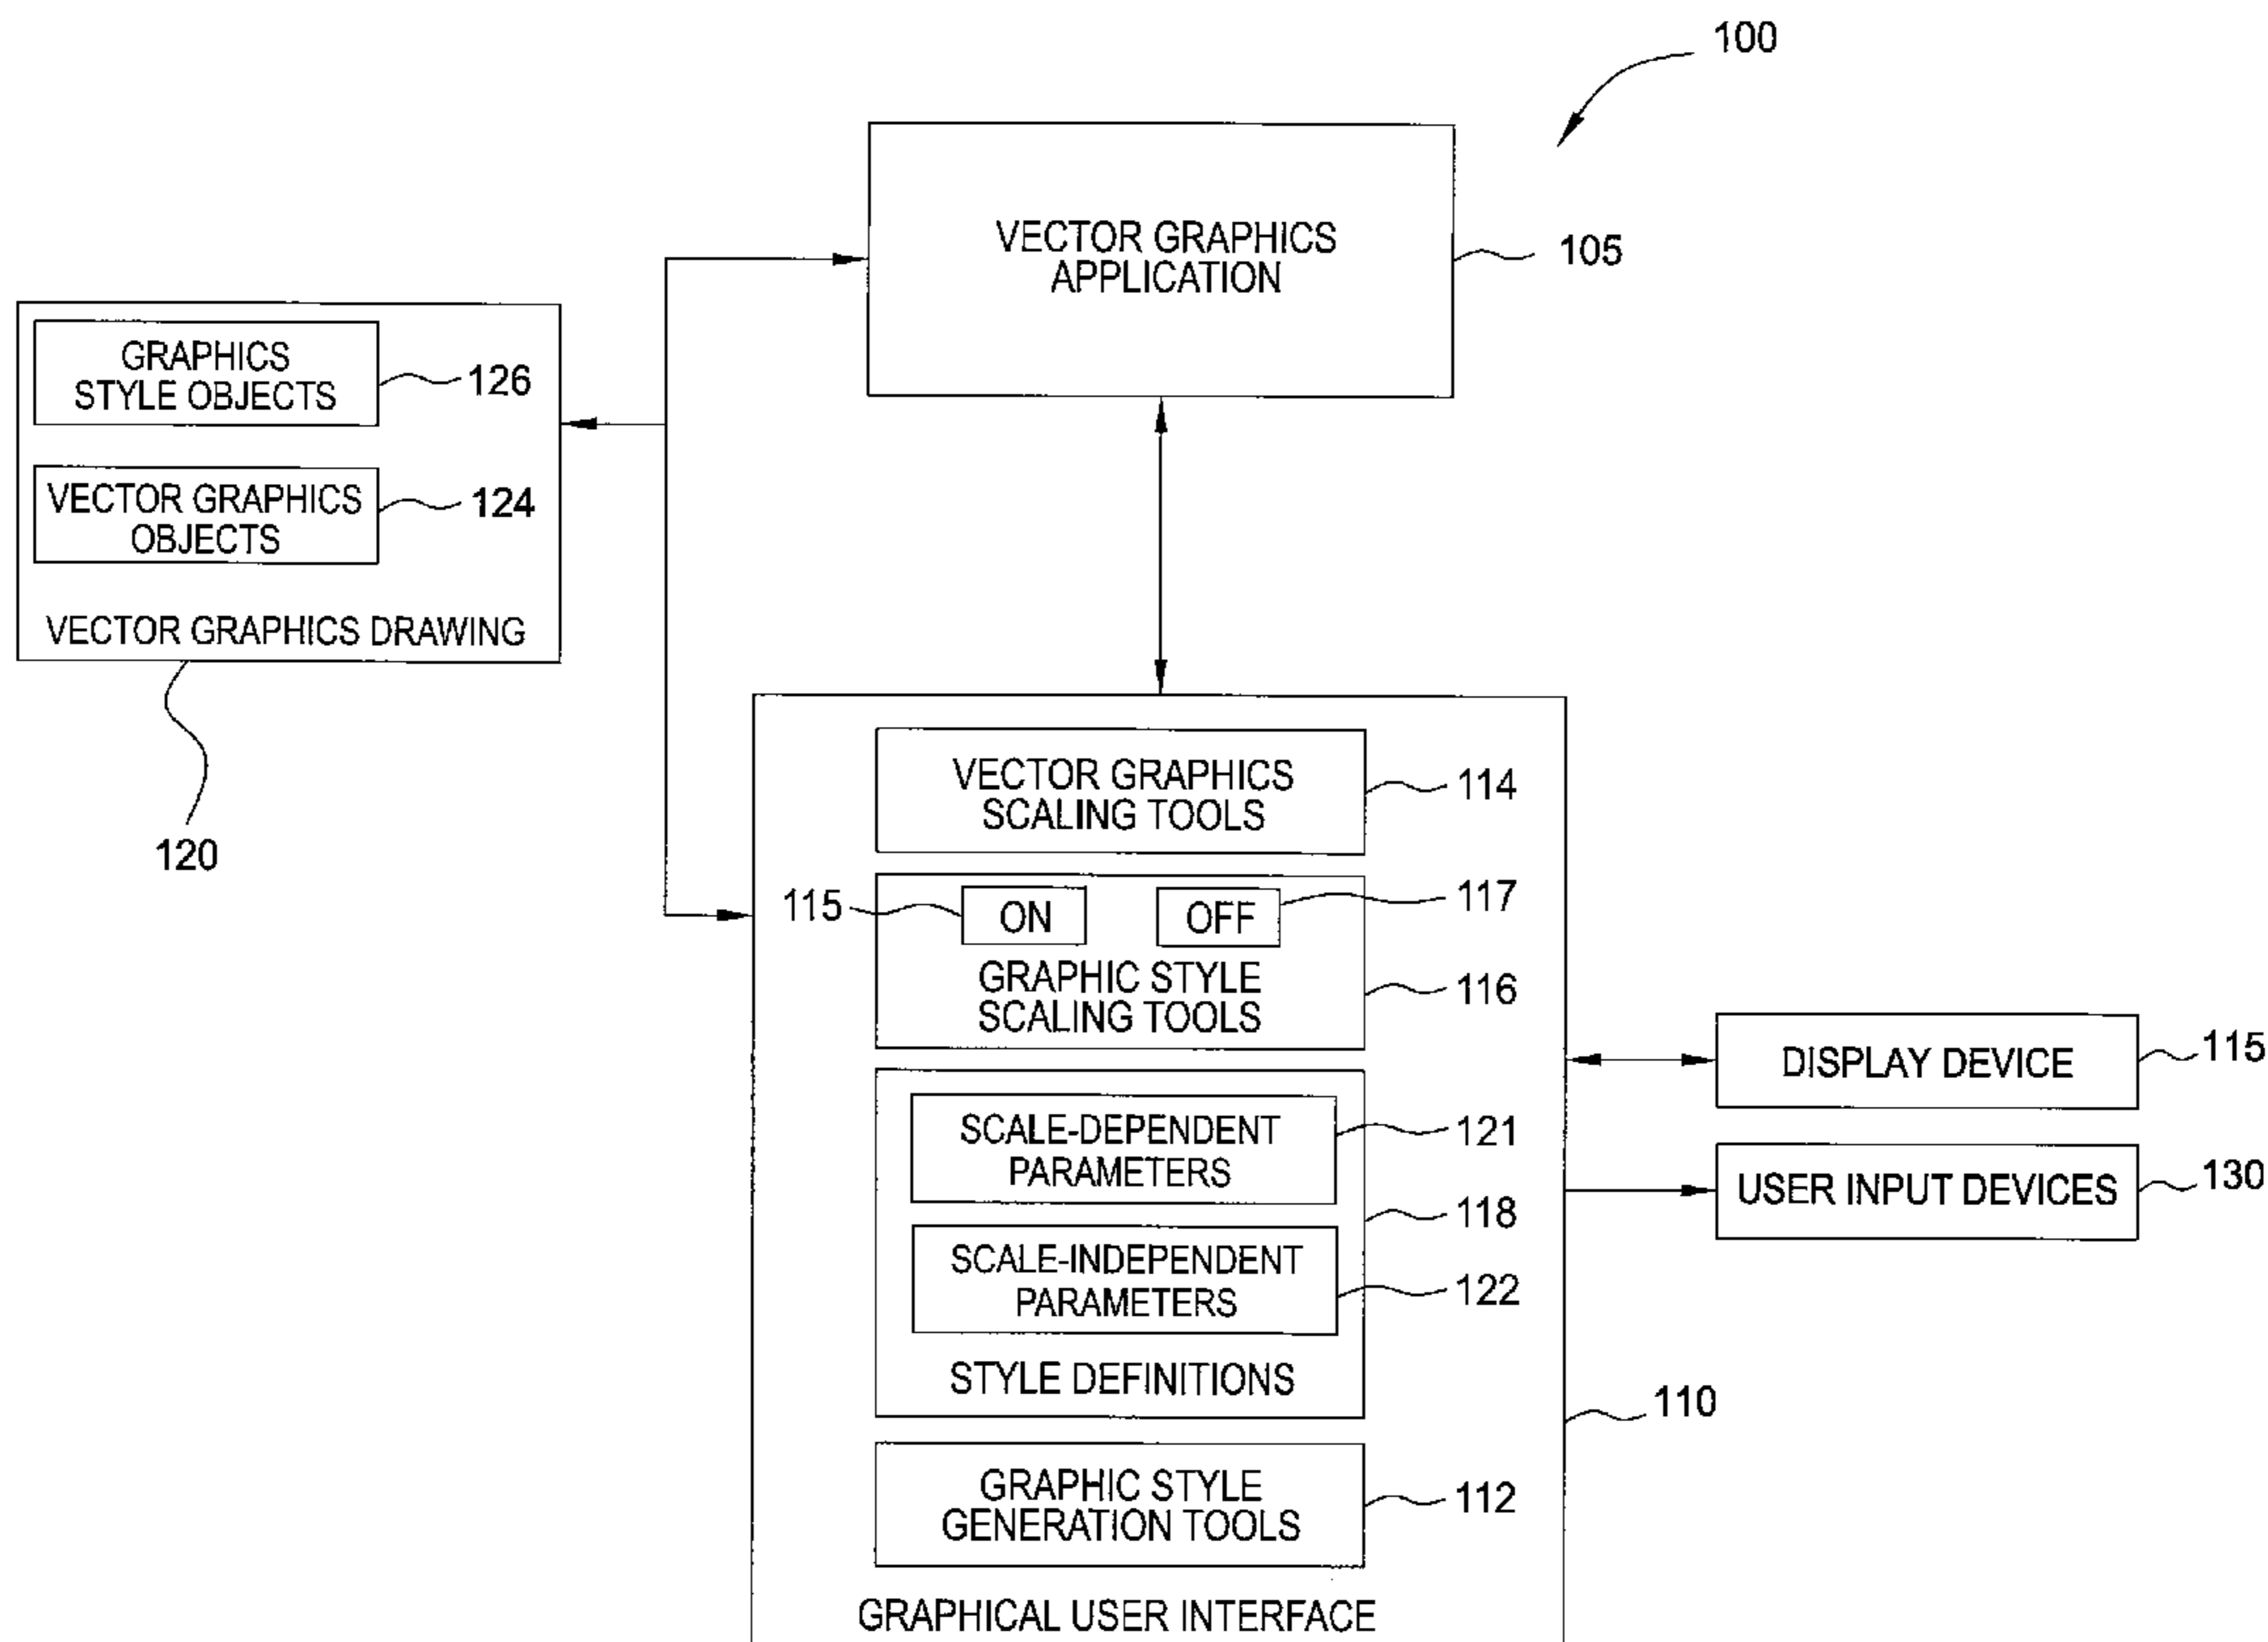 100
VECTOR GRAPHICS
APPLICATION
105
GRAPHICS
STYLE OBJECTS
126
VECTOR GRAPHICS
OBJECTS
124
VECTOR GRAPHICS DRAWING
120
VECTOR GRAPHICS
SCALING TOOLS
114
115
ON
OFF
117
GRAPHIC STYLE
SCALING TOOLS
116
SCALE-DEPENDENT
PARAMETERS
121
118
SCALE-INDEPENDENT
PARAMETERS
122
STYLE DEFINITIONS
110
GRAPHIC STYLE
GENERATION TOOLS
112
GRAPHICAL USER INTERFACE
DISPLAY DEVICE
115
USER INPUT DEVICES
130